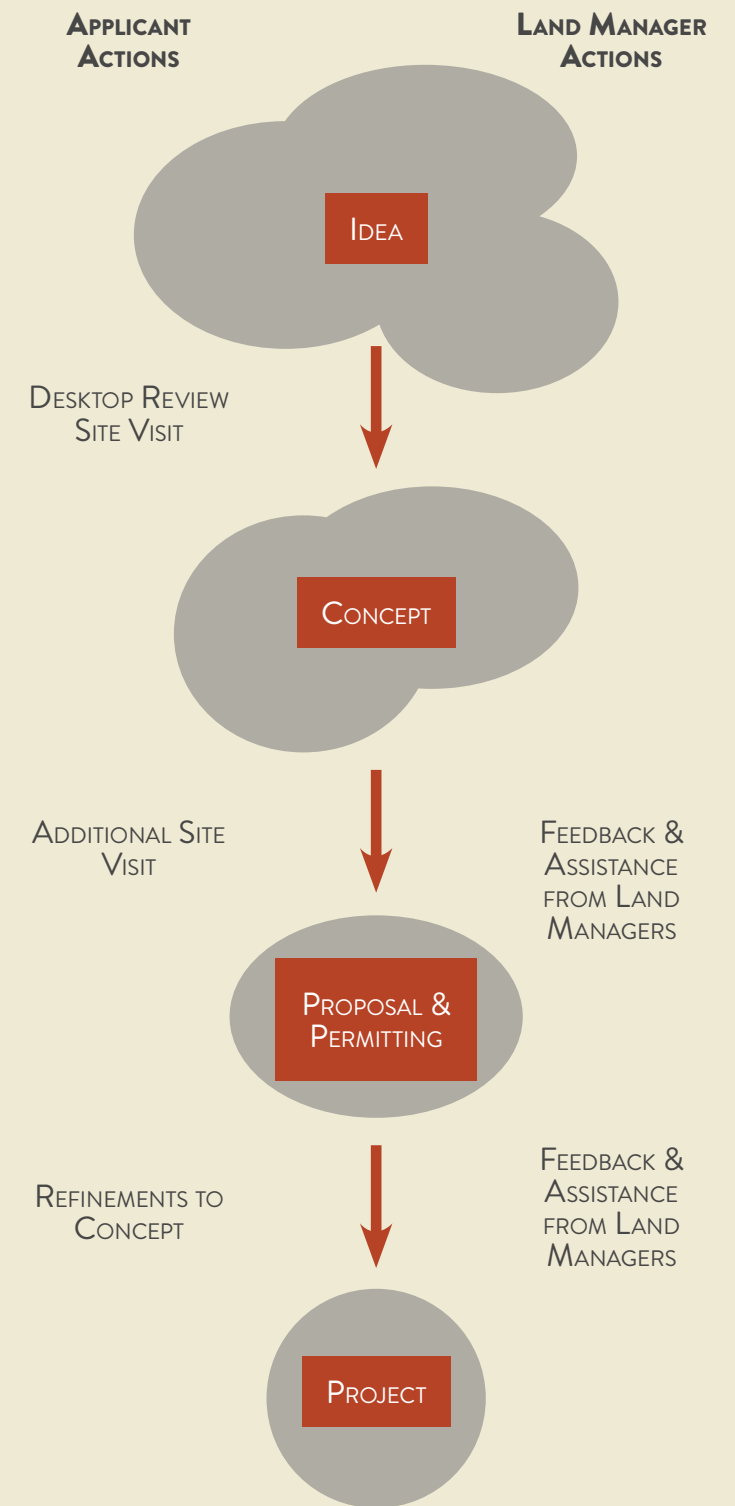 Applicant
Actions
Land Manager
Actions
Idea
Desktop Review
Site Visit
Concept
Additional Site
Visit
Feedback &
Assistance
from Land
Managers
Proposal &
Permitting
Refinements to
Concept
Feedback &
Assistance
from Land
Managers
Project